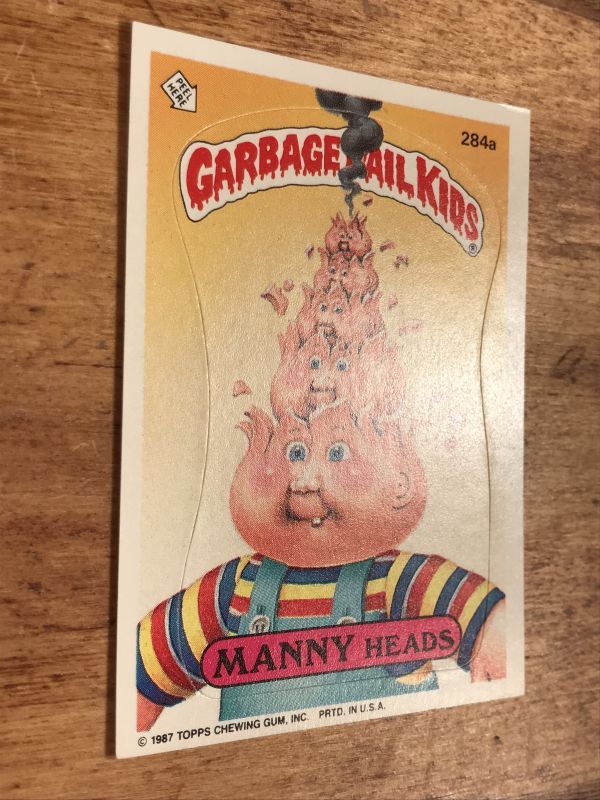 PEEL
HERE
284a
GARBAGE PAIL KIDS ®
MANNY HEADS
© 1987 TOPPS CHEWING GUM, INC. PRTD. IN U.S.A.